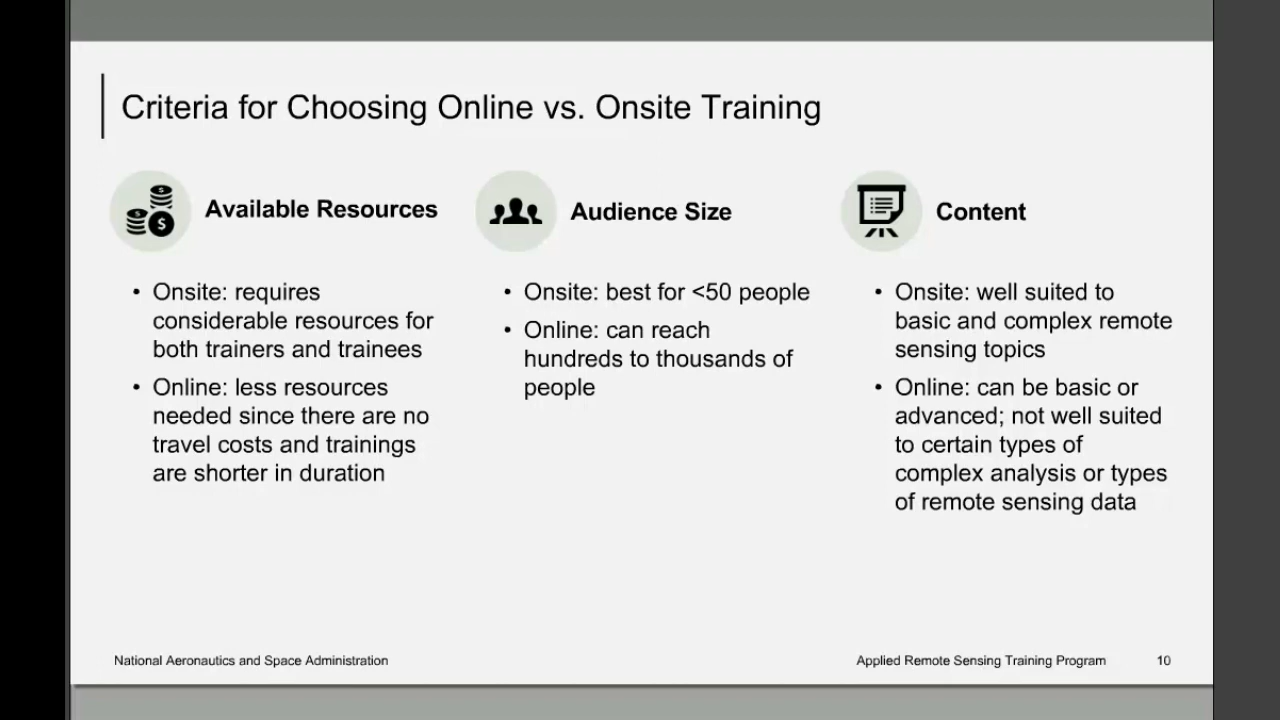 Criteria for Choosing Online vs. Onsite Training
Available Resources
• Onsite: requires
considerable resources for
both trainers and trainees
• Online: less resources
needed since there are no
travel costs and trainings
are shorter in duration
Audience Size
• Onsite: best for <50 people
• Online: can reach
hundreds to thousands of
people
Content
• Onsite: well suited to
basic and complex remote
sensing topics
• Online: can be basic or
advanced; not well suited
to certain types of
complex analysis or types
of remote sensing data
National Aeronautics and Space Administration
Applied Remote Sensing Training Program
10